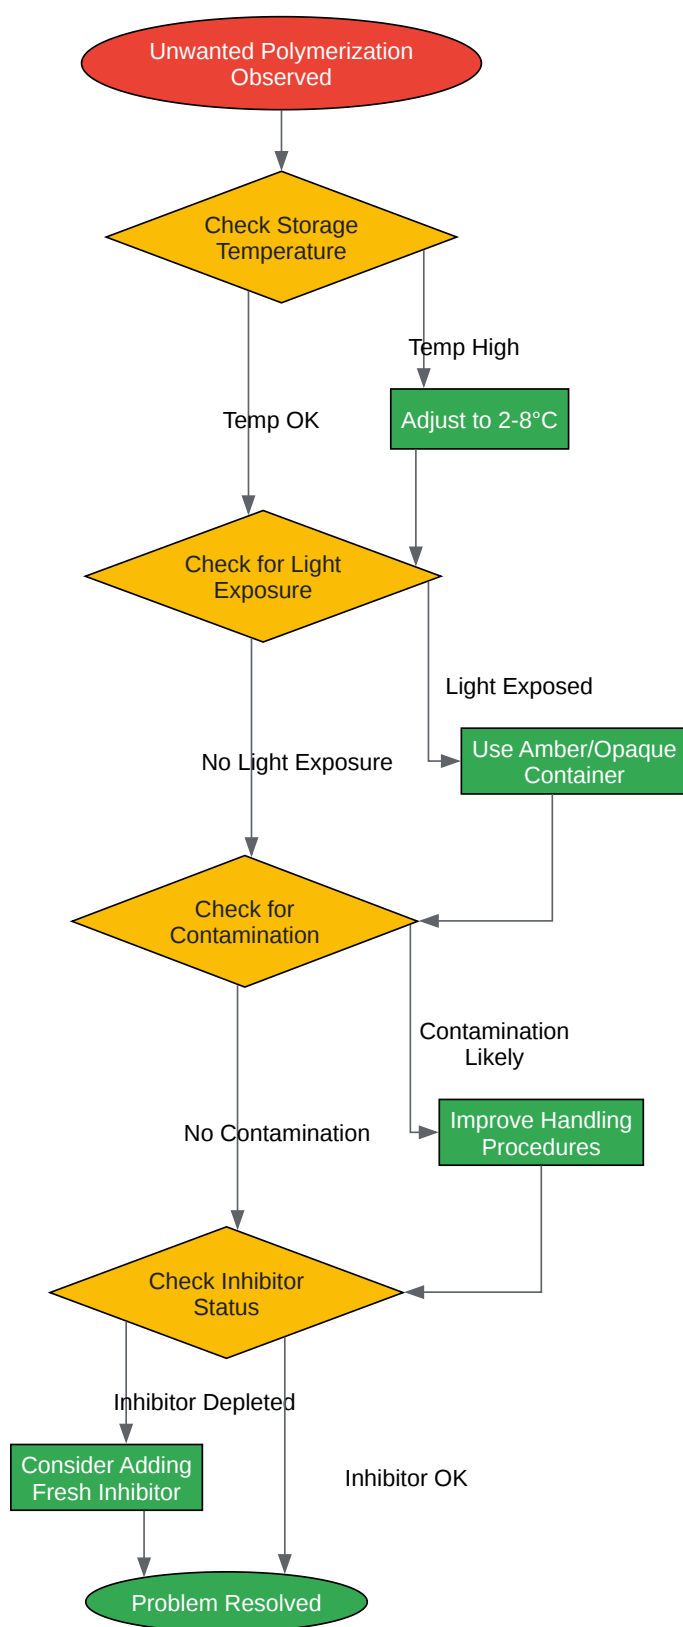 Unwanted Polymerization
Observed
Check Storage
Temperature
Temp High
Temp OK
Adjust to 2-8°C
Check for Light
Exposure
Light Exposed
No Light Exposure
Use Amber/Opaque
Container
Check for
Contamination
Contamination
Likely
No Contamination
Improve Handling
Procedures
Check Inhibitor
Status
Inhibitor Depleted
Consider Adding
Fresh Inhibitor
Inhibitor OK
Problem Resolved